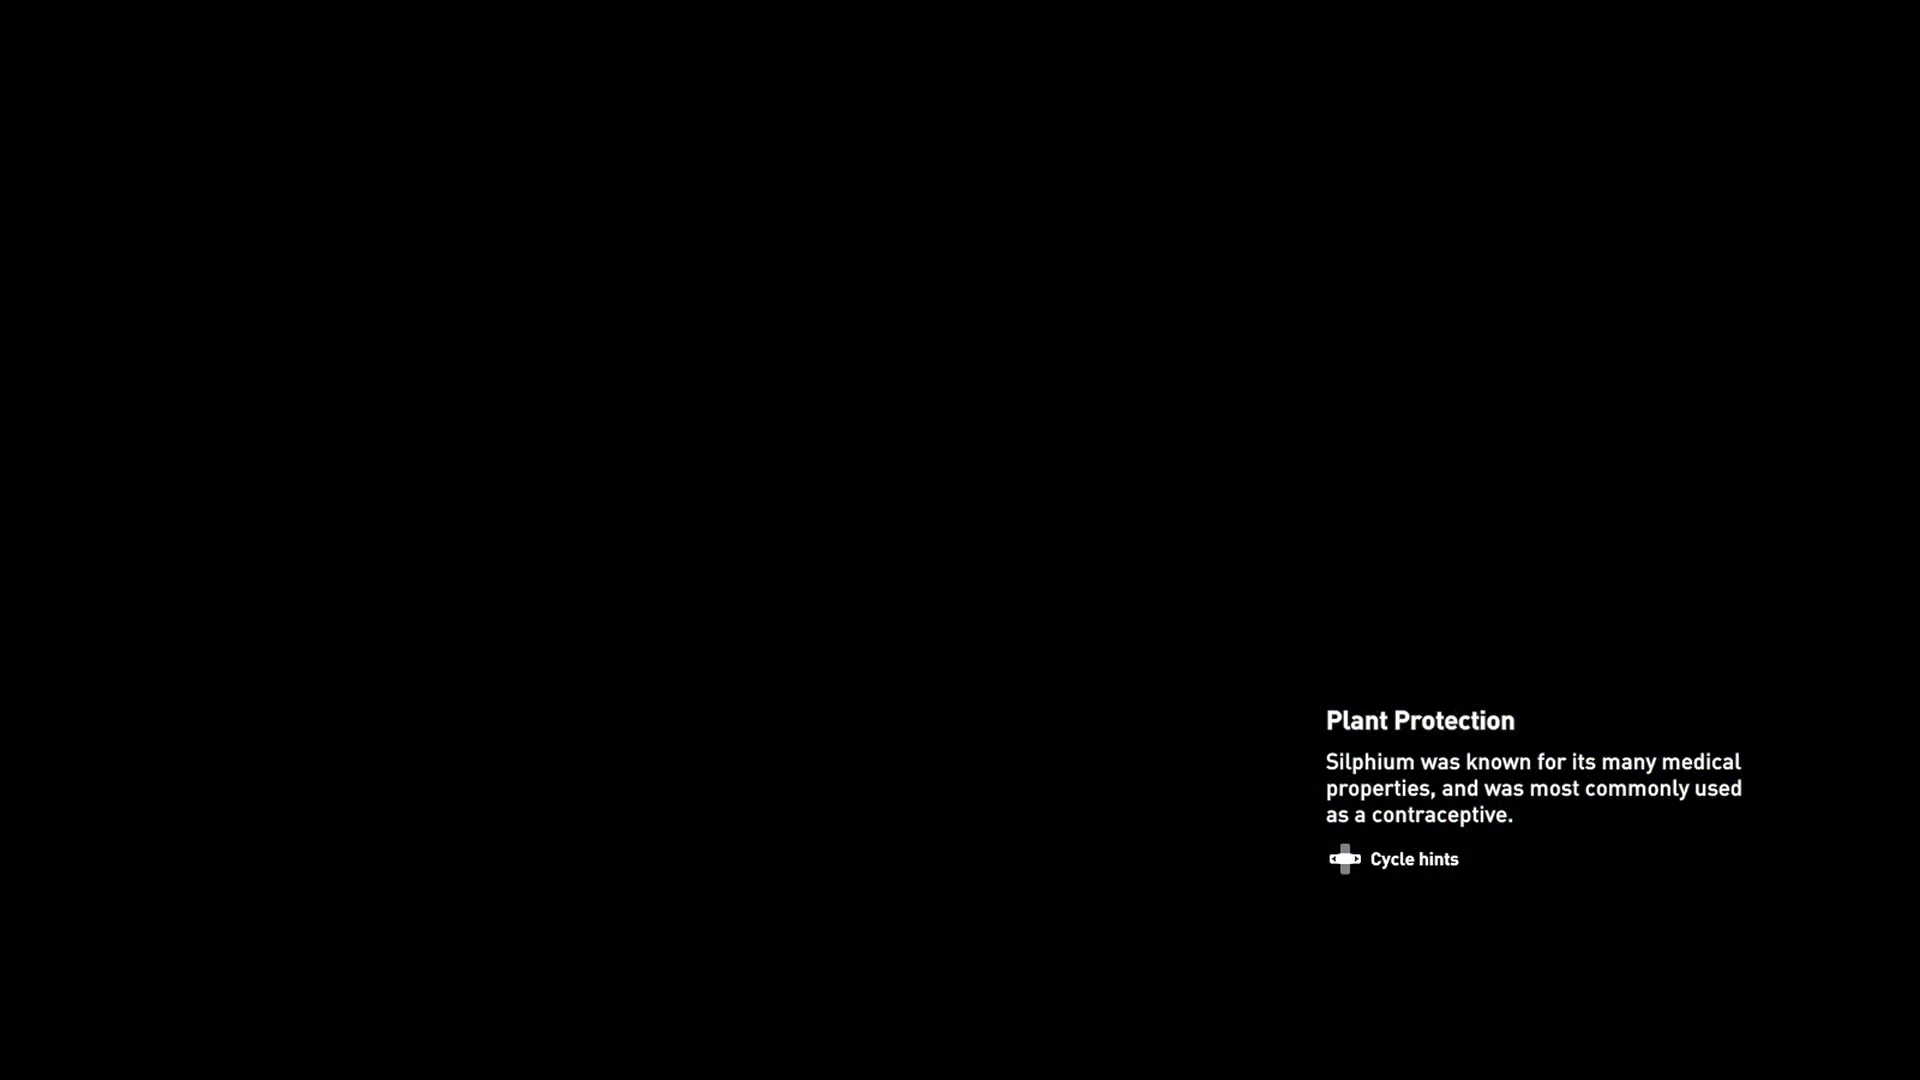 Plant Protection
Silphium was known for its many medical
properties, and was most commonly used
as a contraceptive.
Cycle hints